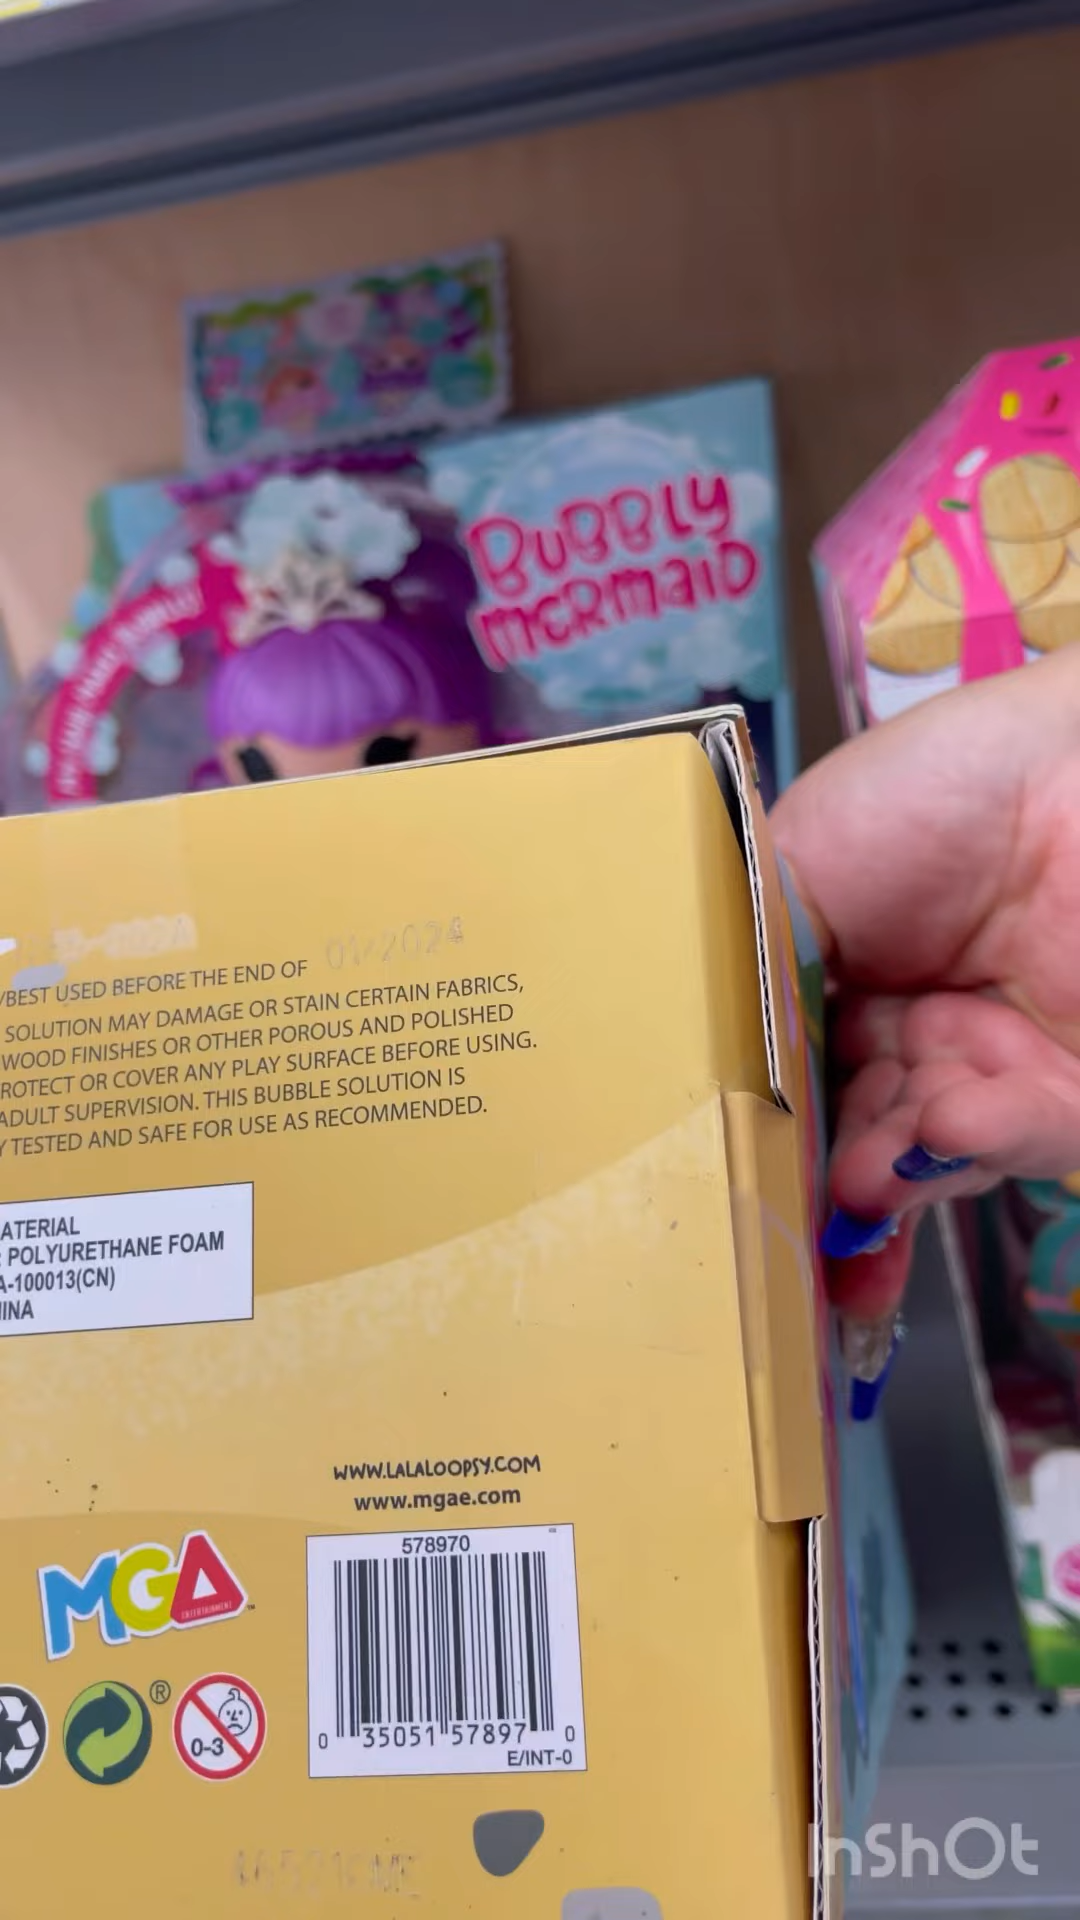 BUBBLY
MERMAID
01-2024
/BEST USED BEFORE THE END OF
SOLUTION MAY DAMAGE OR STAIN CERTAIN FABRICS,
WOOD FINISHES OR OTHER POROUS AND POLISHED
ROTECT OR COVER ANY PLAY SURFACE BEFORE USING.
ADULT SUPERVISION. THIS BUBBLE SOLUTION IS
Y TESTED AND SAFE FOR USE AS RECOMMENDED.
ATERIAL
POLYURETHANE FOAM
A-100013(CN)
INA
WWW.LALALOOPSY.COM
www.mgae.com
MGA
ENTERTAINMENT
578970
0 35051 57897 0
E/INT-0
®
0-3
InShOt